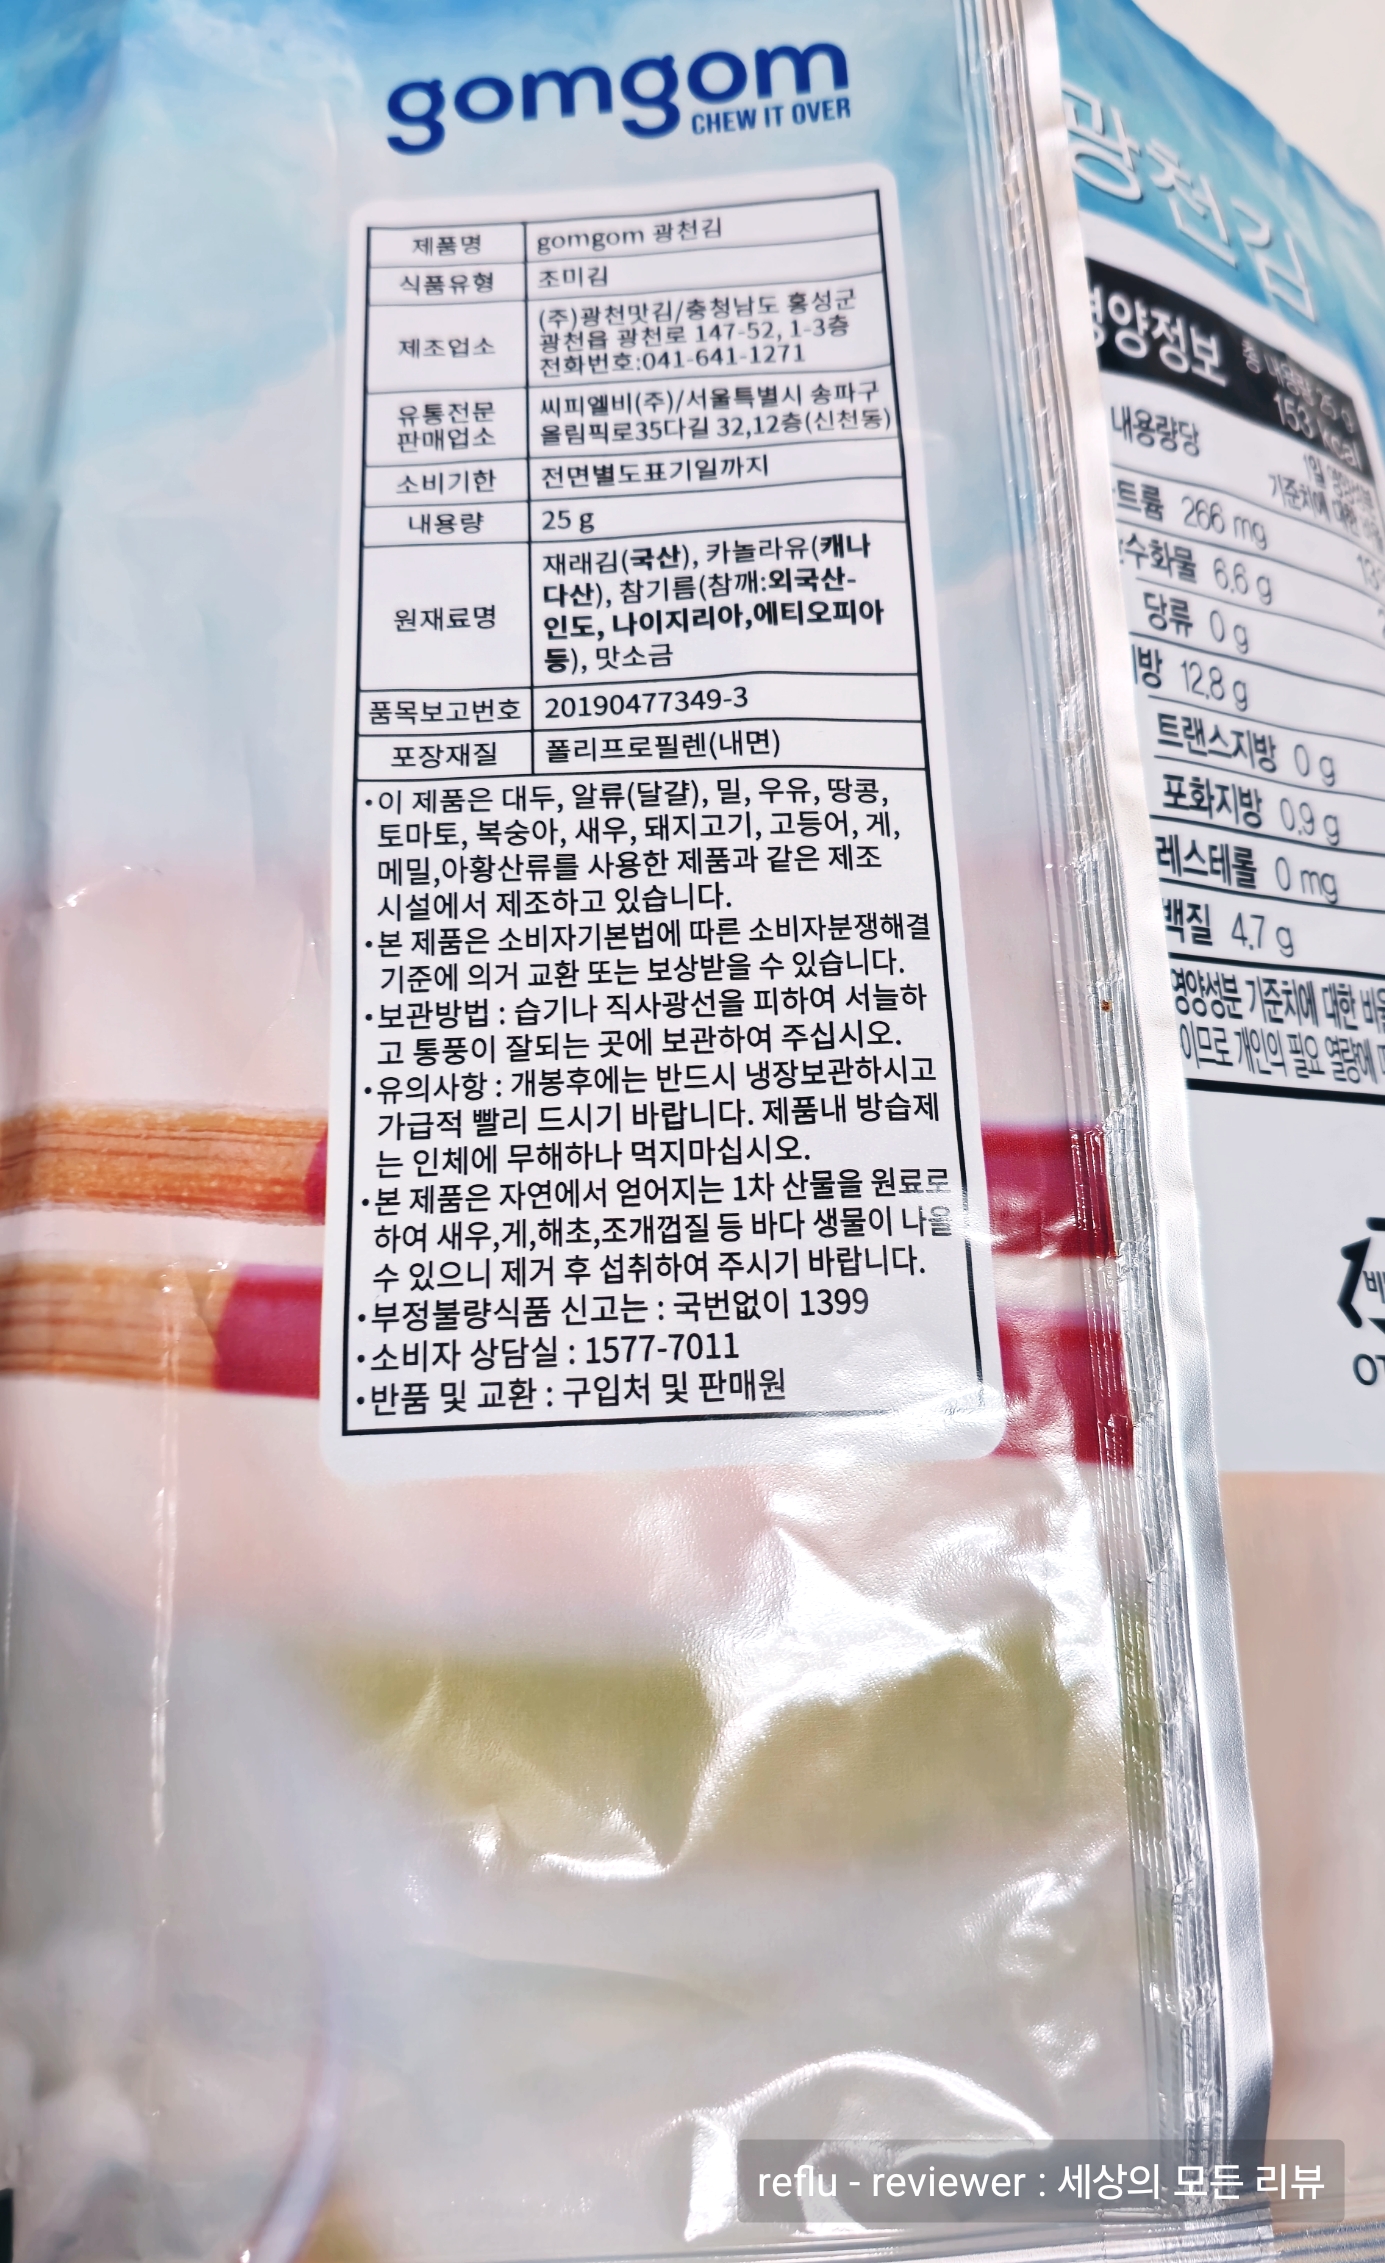 gomgom
CHEW IT OVER
제품명 gomgom 광천김
식품유형 조미김
제조업소 (주)광천맛김/충청남도 홍성군
광천읍 광천로 147-52, 1-3층
전화번호:041-641-1271
유통전문
판매업소
씨피엘비(주)/서울특별시 송파구
올림픽로35다길 32,12층(신천동)
소비기한 전면별도표기일까지
내용량 25 g
원재료명 재래김(국산), 카놀라유(캐나
다산), 참기름(참깨:외국산-
인도, 나이지리아,에티오피아
등), 맛소금
품목보고번호 20190477349-3
포장재질 폴리프로필렌(내면)
•이 제품은 대두, 알류(달걀), 밀, 우유, 땅콩,
토마토, 복숭아, 새우, 돼지고기, 고등어, 게,
메밀,아황산류를 사용한 제품과 같은 제조
시설에서 제조하고 있습니다.
•본 제품은 소비자기본법에 따른 소비자분쟁해결
기준에 의거 교환 또는 보상받을 수 있습니다.
•보관방법 : 습기나 직사광선을 피하여 서늘하
고 통풍이 잘되는 곳에 보관하여 주십시오.
•유의사항 : 개봉후에는 반드시 냉장보관하시고
가급적 빨리 드시기 바랍니다. 제품내 방습제
는 인체에 무해하나 먹지마십시오.
•본 제품은 자연에서 얻어지는 1차 산물을 원료로
하여 새우,게,해초,조개껍질 등 바다 생물이 나올
수 있으니 제거 후 섭취하여 주시기 바랍니다.
•부정불량식품 신고는 : 국번없이 1399
•소비자 상담실 : 1577-7011
•반품 및 교환 : 구입처 및 판매원
광천김
영양정보 총 내용량 25 g
153 kcal
내용량당
기준치에 대한
트륨 266 mg
수화물 6.6 g
당류 0 g
방 12.8 g
트랜스지방 0 g
포화지방 0.9 g
레스테롤 0 mg
백질 4.7 g
영양성분 기준치에 대한 비율
이므로 개인의 필요 열량에
reflu - reviewer : 세상의 모든 리뷰